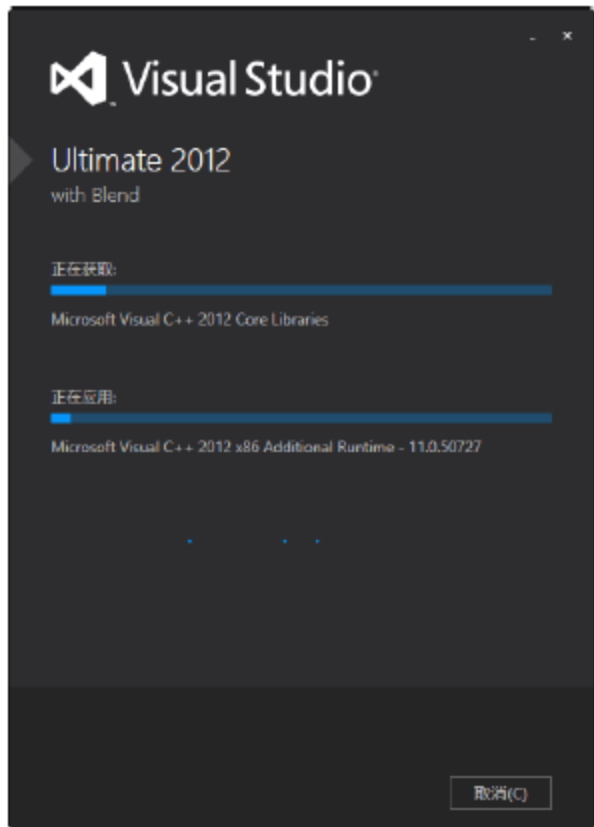 Visual Studio
Ultimate 2012
with Blend
正在获取:
Microsoft Visual C++ 2012 Core Libraries
正在应用:
Microsoft Visual C++ 2012 x86 Additional Runtime - 11.0.50727
取消(C)